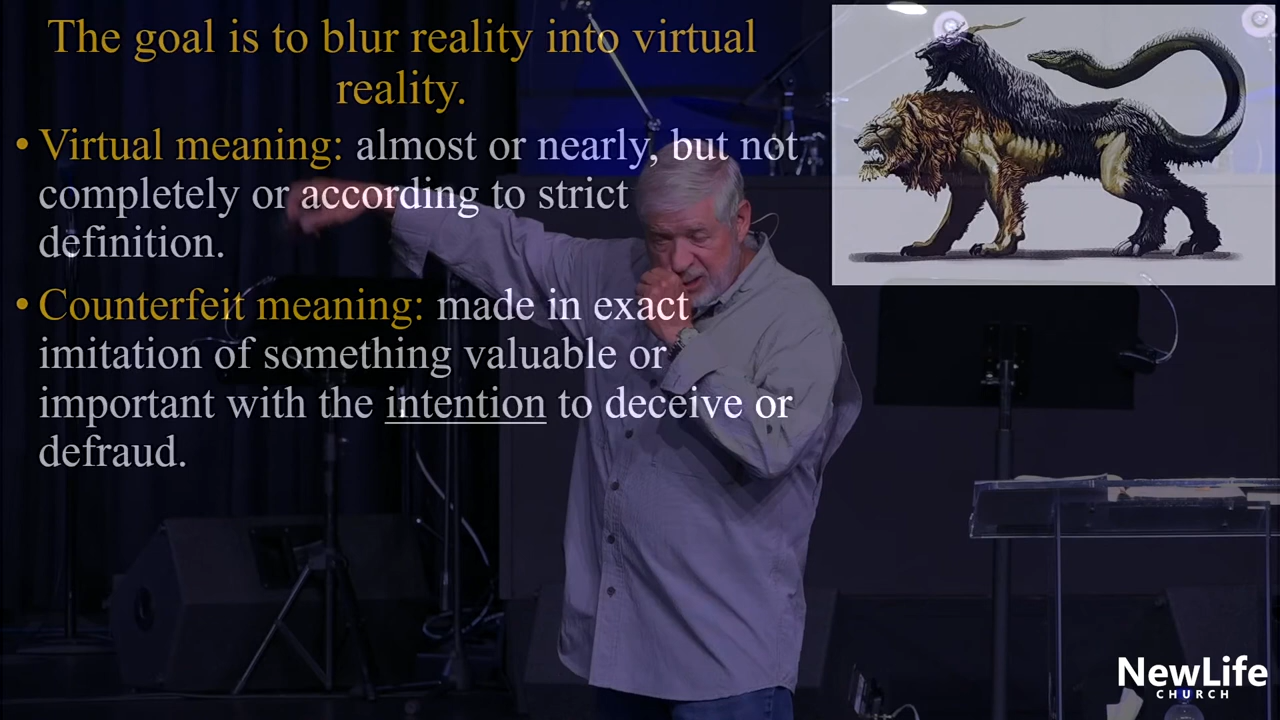 The goal is to blur reality into virtual
reality.
• Virtual meaning: almost or nearly, but not
completely or according to strict
definition.
• Counterfeit meaning: made in exact
imitation of something valuable or
important with the intention to deceive or
defraud.
NewLife
CHURCH